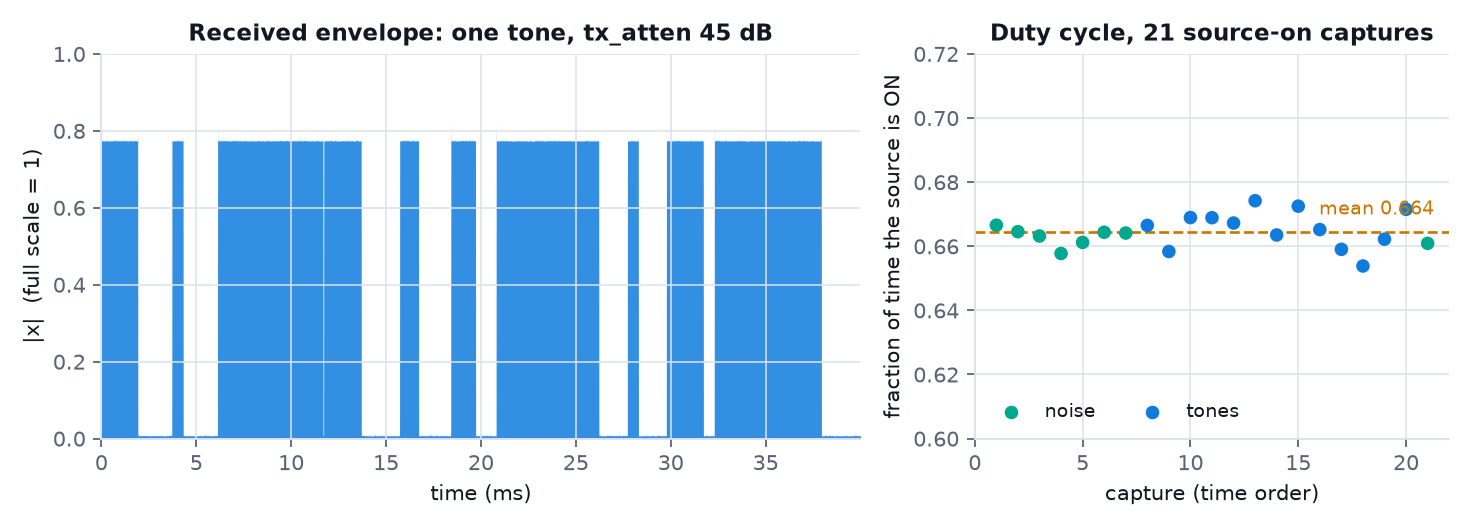 Received envelope: one tone, tx_atten 45 dB
|x| (full scale = 1)
1.0
0.8
0.6
0.4
0.2
0.0
0
5
10
15
20
25
30
35
time (ms)
Duty cycle, 21 source-on captures
fraction of time the source is ON
0.72
0.70
0.68
0.66
0.64
0.62
0.60
mean 0.664
noise
tones
0
5
10
15
20
capture (time order)